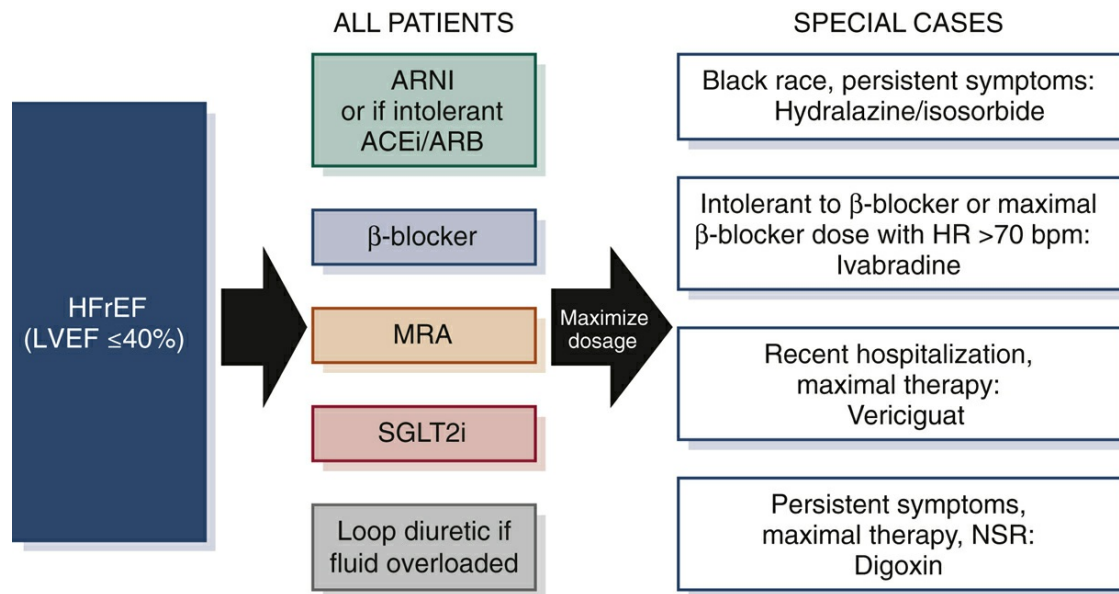 ALL PATIENTS
SPECIAL CASES
HFrEF
(LVEF ≤40%)
ARNI
or if intolerant
ACEi/ARB
β-blocker
MRA
SGLT2i
Loop diuretic if
fluid overloaded
Maximize
dosage
Black race, persistent symptoms:
Hydralazine/isosorbide
Intolerant to β-blocker or maximal
β-blocker dose with HR >70 bpm:
Ivabradine
Recent hospitalization,
maximal therapy:
Vericiguat
Persistent symptoms,
maximal therapy, NSR:
Digoxin